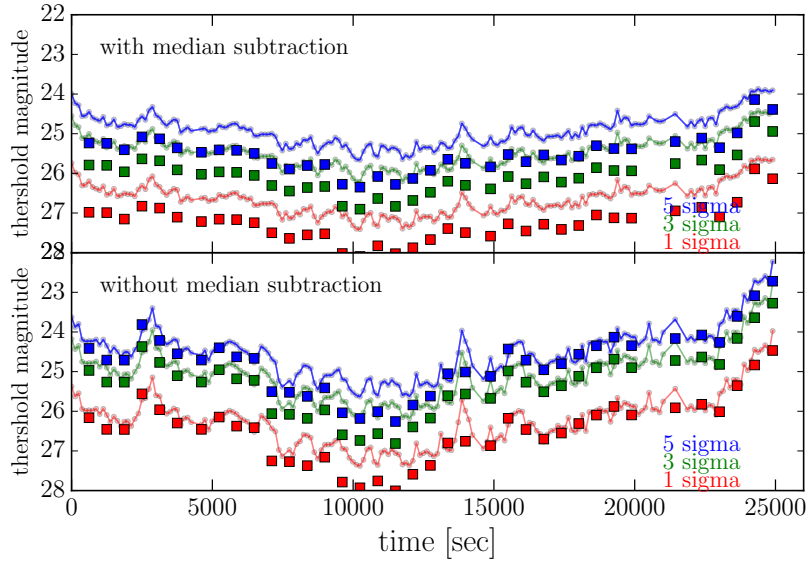 22
23
24
25
26
27
28
thershold magnitude
with median subtraction
5 sigma
3 sigma
1 sigma
23
24
25
26
27
28
thershold magnitude
without median subtraction
5 sigma
3 sigma
1 sigma
0 5000 10000 15000 20000 25000
time [sec]